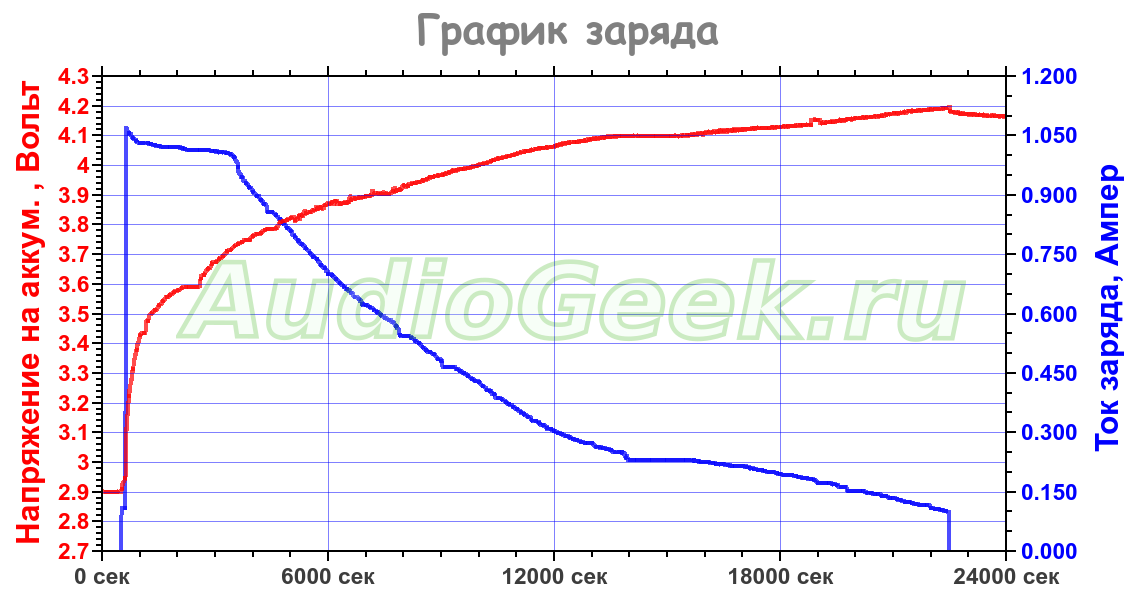 График заряда
Напряжение на аккум. , Вольт
4.3
4.2
4.1
4
3.9
3.8
3.7
3.6
3.5
3.4
3.3
3.2
3.1
3
2.9
2.8
2.7
AudioGeek.ru
1.200
1.050
0.900
0.750
0.600
0.450
0.300
0.150
0.000
Ток заряда, Ампер
0 сек
6000 сек
12000 сек
18000 сек
24000 сек